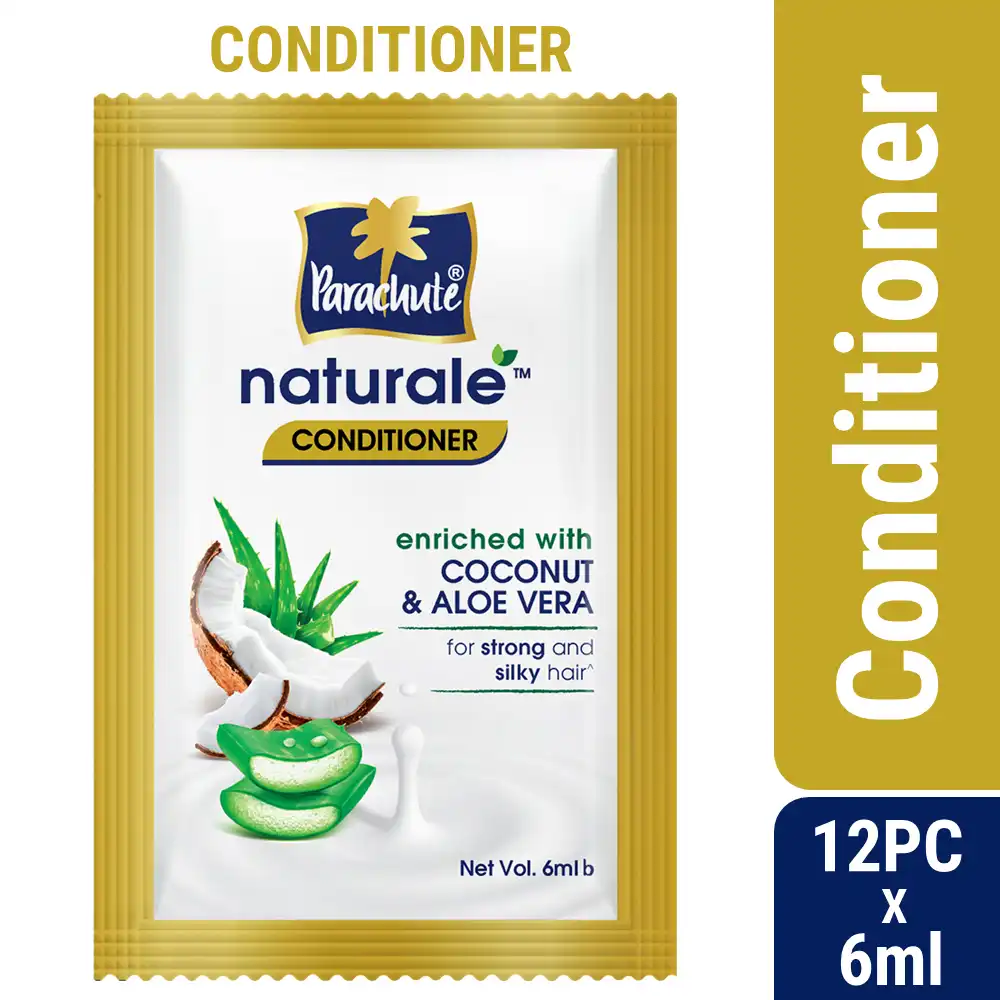 CONDITIONER
Parachute®
naturale™
CONDITIONER
enriched with
COCONUT
& ALOE VERA
for strong and
silky hair^
Net Vol. 6ml b
Conditioner
12PC
x
6ml